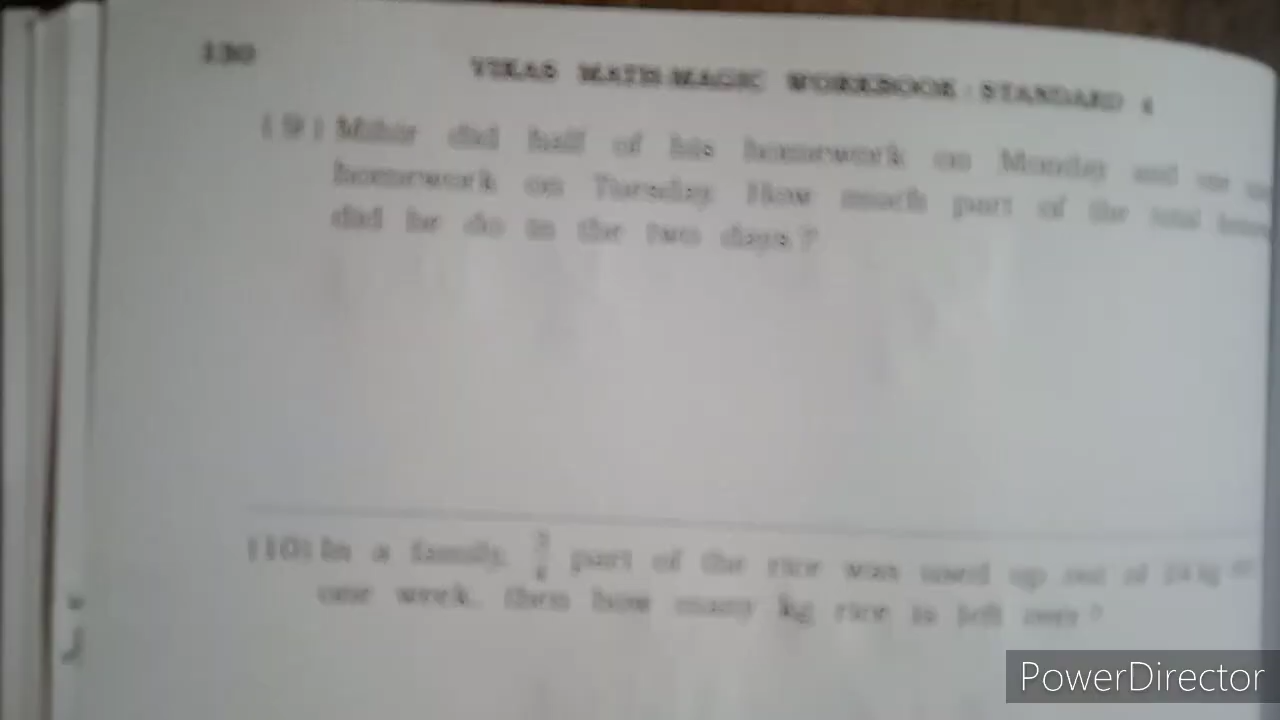 130
VIKAS MATH-MAGIC WORKBOOK : STANDARD 4
(9) Mihir did half of his homework on Monday and
homework on Tuesday. How much part of the total
did he do in the two days ?
(10) In a family, part of the rice was used up out of
one week, then how many kg rice is left over ?
PowerDirector